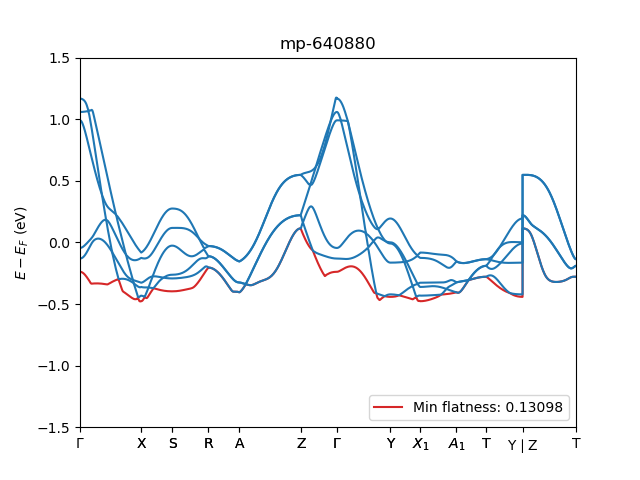 mp-640880
1.5
1.0
0.5
0.0
−0.5
−1.0
−1.5
E − E_F (eV)
Min flatness: 0.13098
Γ X S R A Z Γ Y X₁ A₁ T Y | Z T